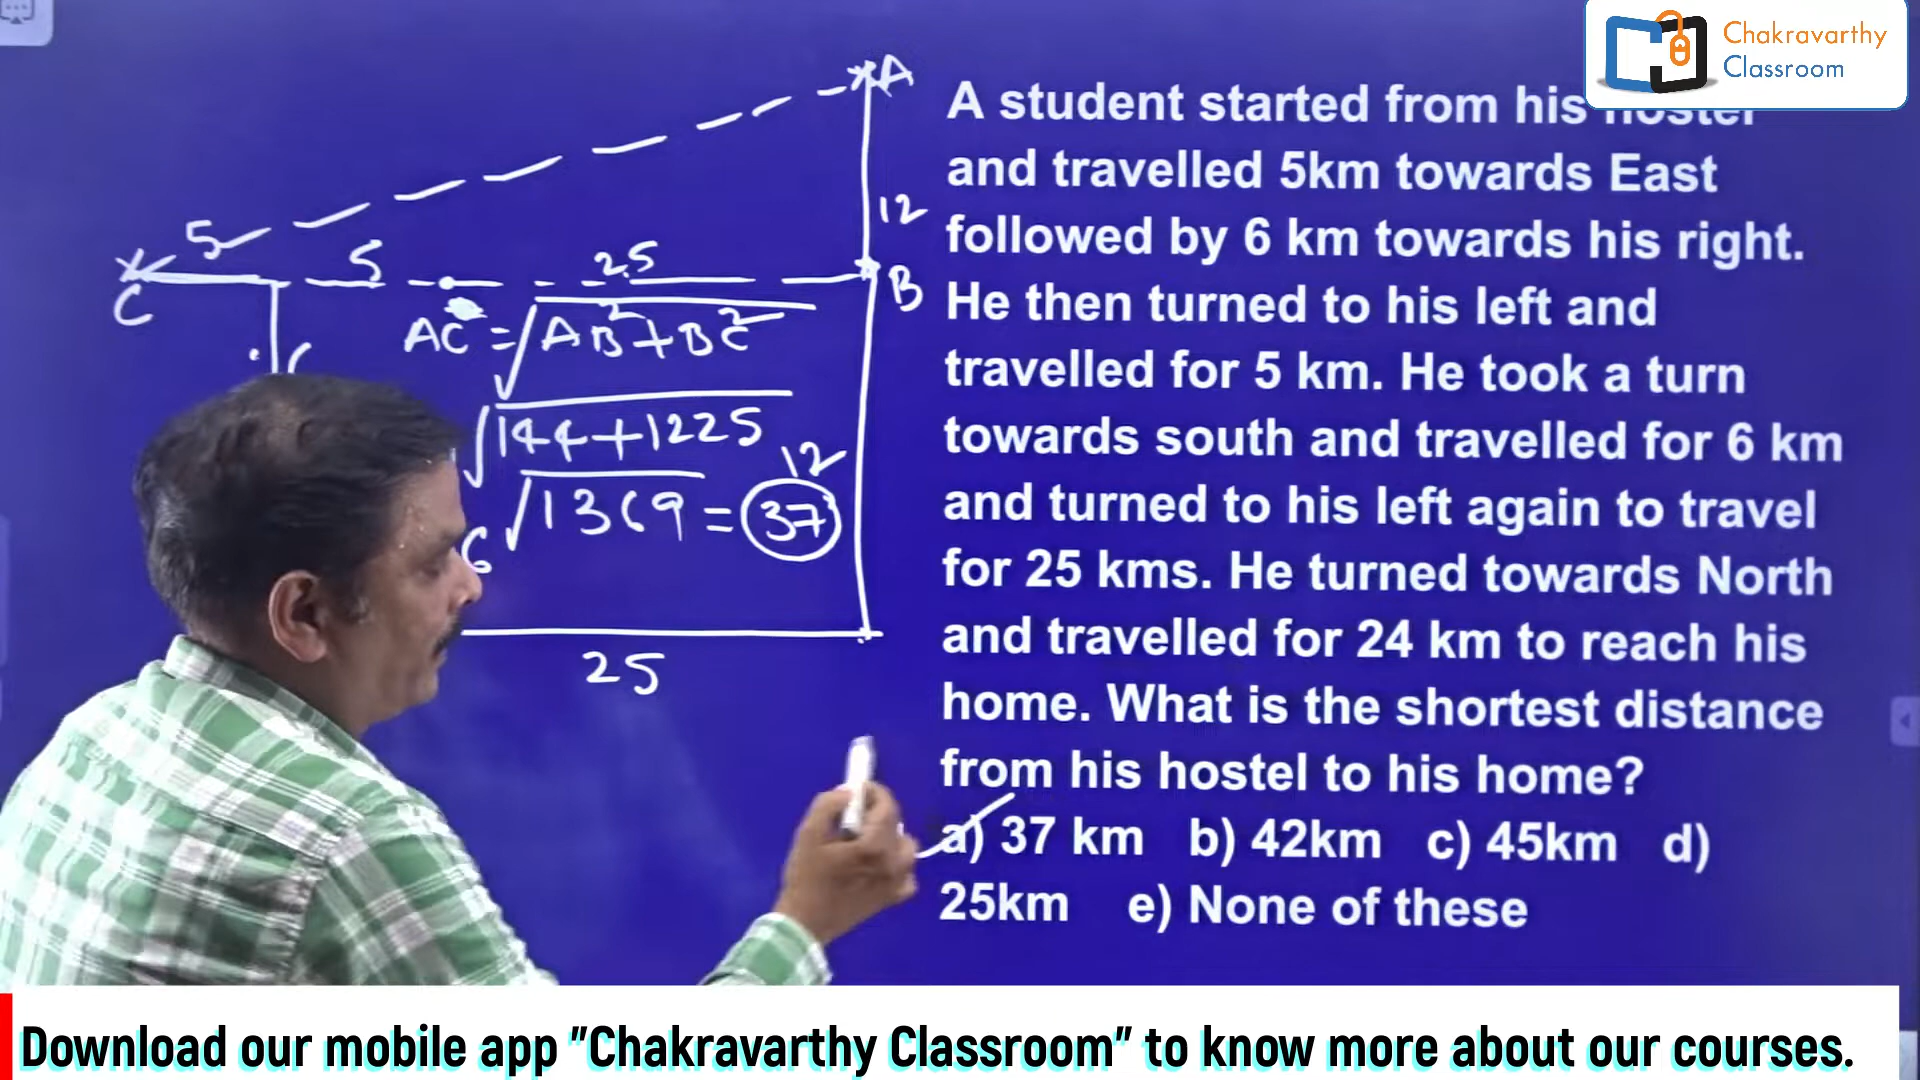 Chakravarthy
Classroom
A student started from his hostel
and travelled 5km towards East
followed by 6 km towards his right.
He then turned to his left and
travelled for 5 km. He took a turn
towards south and travelled for 6 km
and turned to his left again to travel
for 25 kms. He turned towards North
and travelled for 24 km to reach his
home. What is the shortest distance
from his hostel to his home?
a) 37 km b) 42km c) 45km d)
25km e) None of these
A
12
5
5
25
C
B
AC = √AB²+BC²
√144+1225
12
√1369 = 37
6
25
Download our mobile app "Chakravarthy Classroom" to know more about our courses.